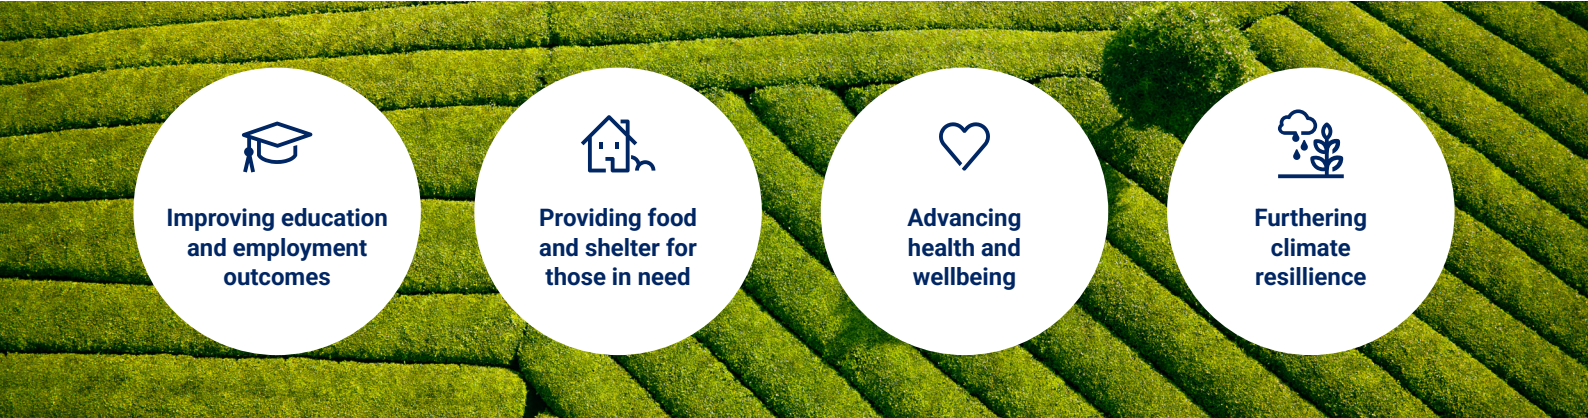 Improving education
and employment
outcomes
Providing food
and shelter for
those in need
Advancing
health and
wellbeing
Furthering
climate
resillience